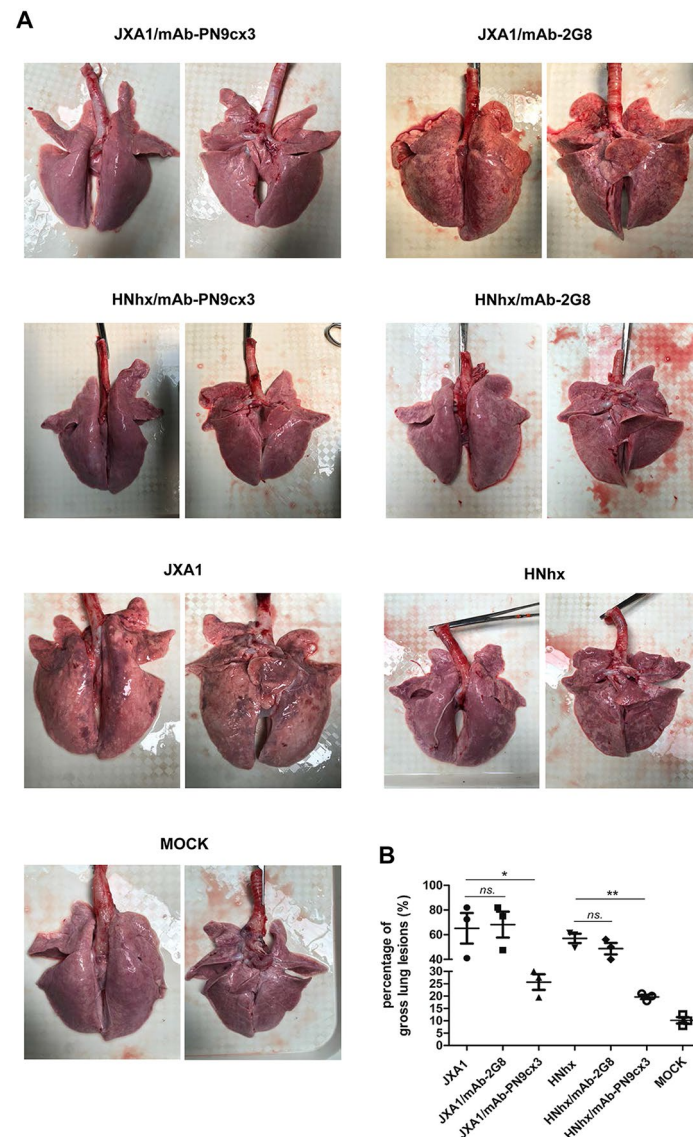 A
JXA1/mAb-PN9cx3
JXA1/mAb-2G8
HNhx/mAb-PN9cx3
HNhx/mAb-2G8
JXA1
HNhx
MOCK
B
percentage of
gross lung lesions (%)
100
80
60
40
30
25
20
15
10
5
0
*
ns.
**
ns.
JXA1
JXA1/mAb-2G8
JXA1/mAb-PN9cx3
HNhx
HNhx/mAb-2G8
HNhx/mAb-PN9cx3
MOCK